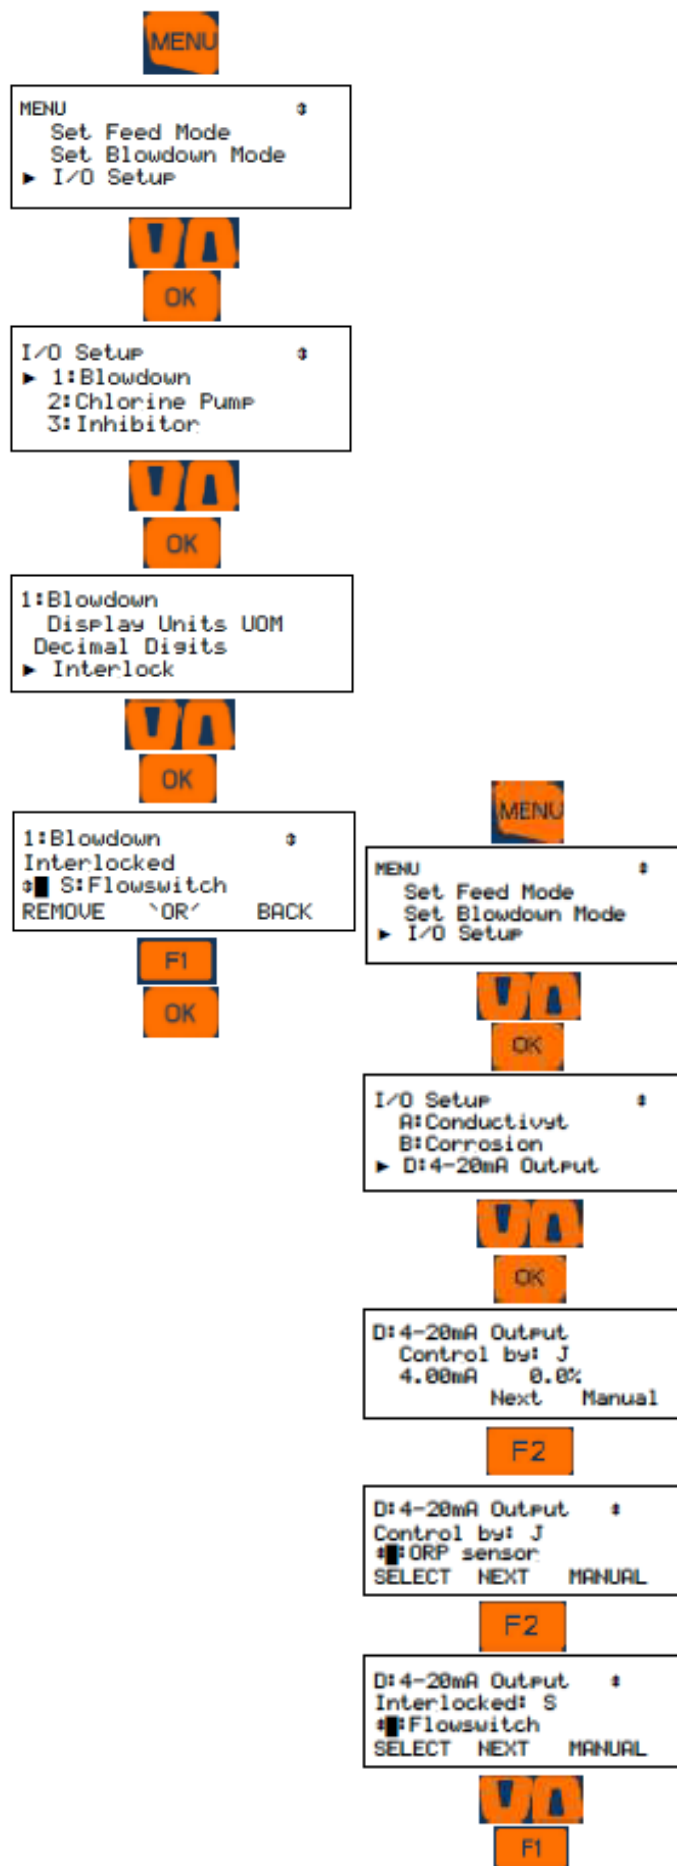 MENU
MENU
Set Feed Mode
Set Blowdown Mode
► I/O Setup
OK
I/O Setup
► 1:Blowdown
2:Chlorine Pump
3:Inhibitor
OK
1:Blowdown
Display Units UOM
Decimal Digits
► Interlock
OK
1:Blowdown
Interlocked
S:Flowswitch
REMOVE `OR´ BACK
F1
OK
MENU
MENU
Set Feed Mode
Set Blowdown Mode
► I/O Setup
OK
I/O Setup
A:Conductivyt
B:Corrosion
► D:4-20mA Output
OK
D:4-20mA Output
Control by: J
4.00mA 0.0%
Next Manual
F2
D:4-20mA Output
Control by: J
:ORP sensor
SELECT NEXT MANUAL
F2
D:4-20mA Output
Interlocked: S
:Flowswitch
SELECT NEXT MANUAL
F1